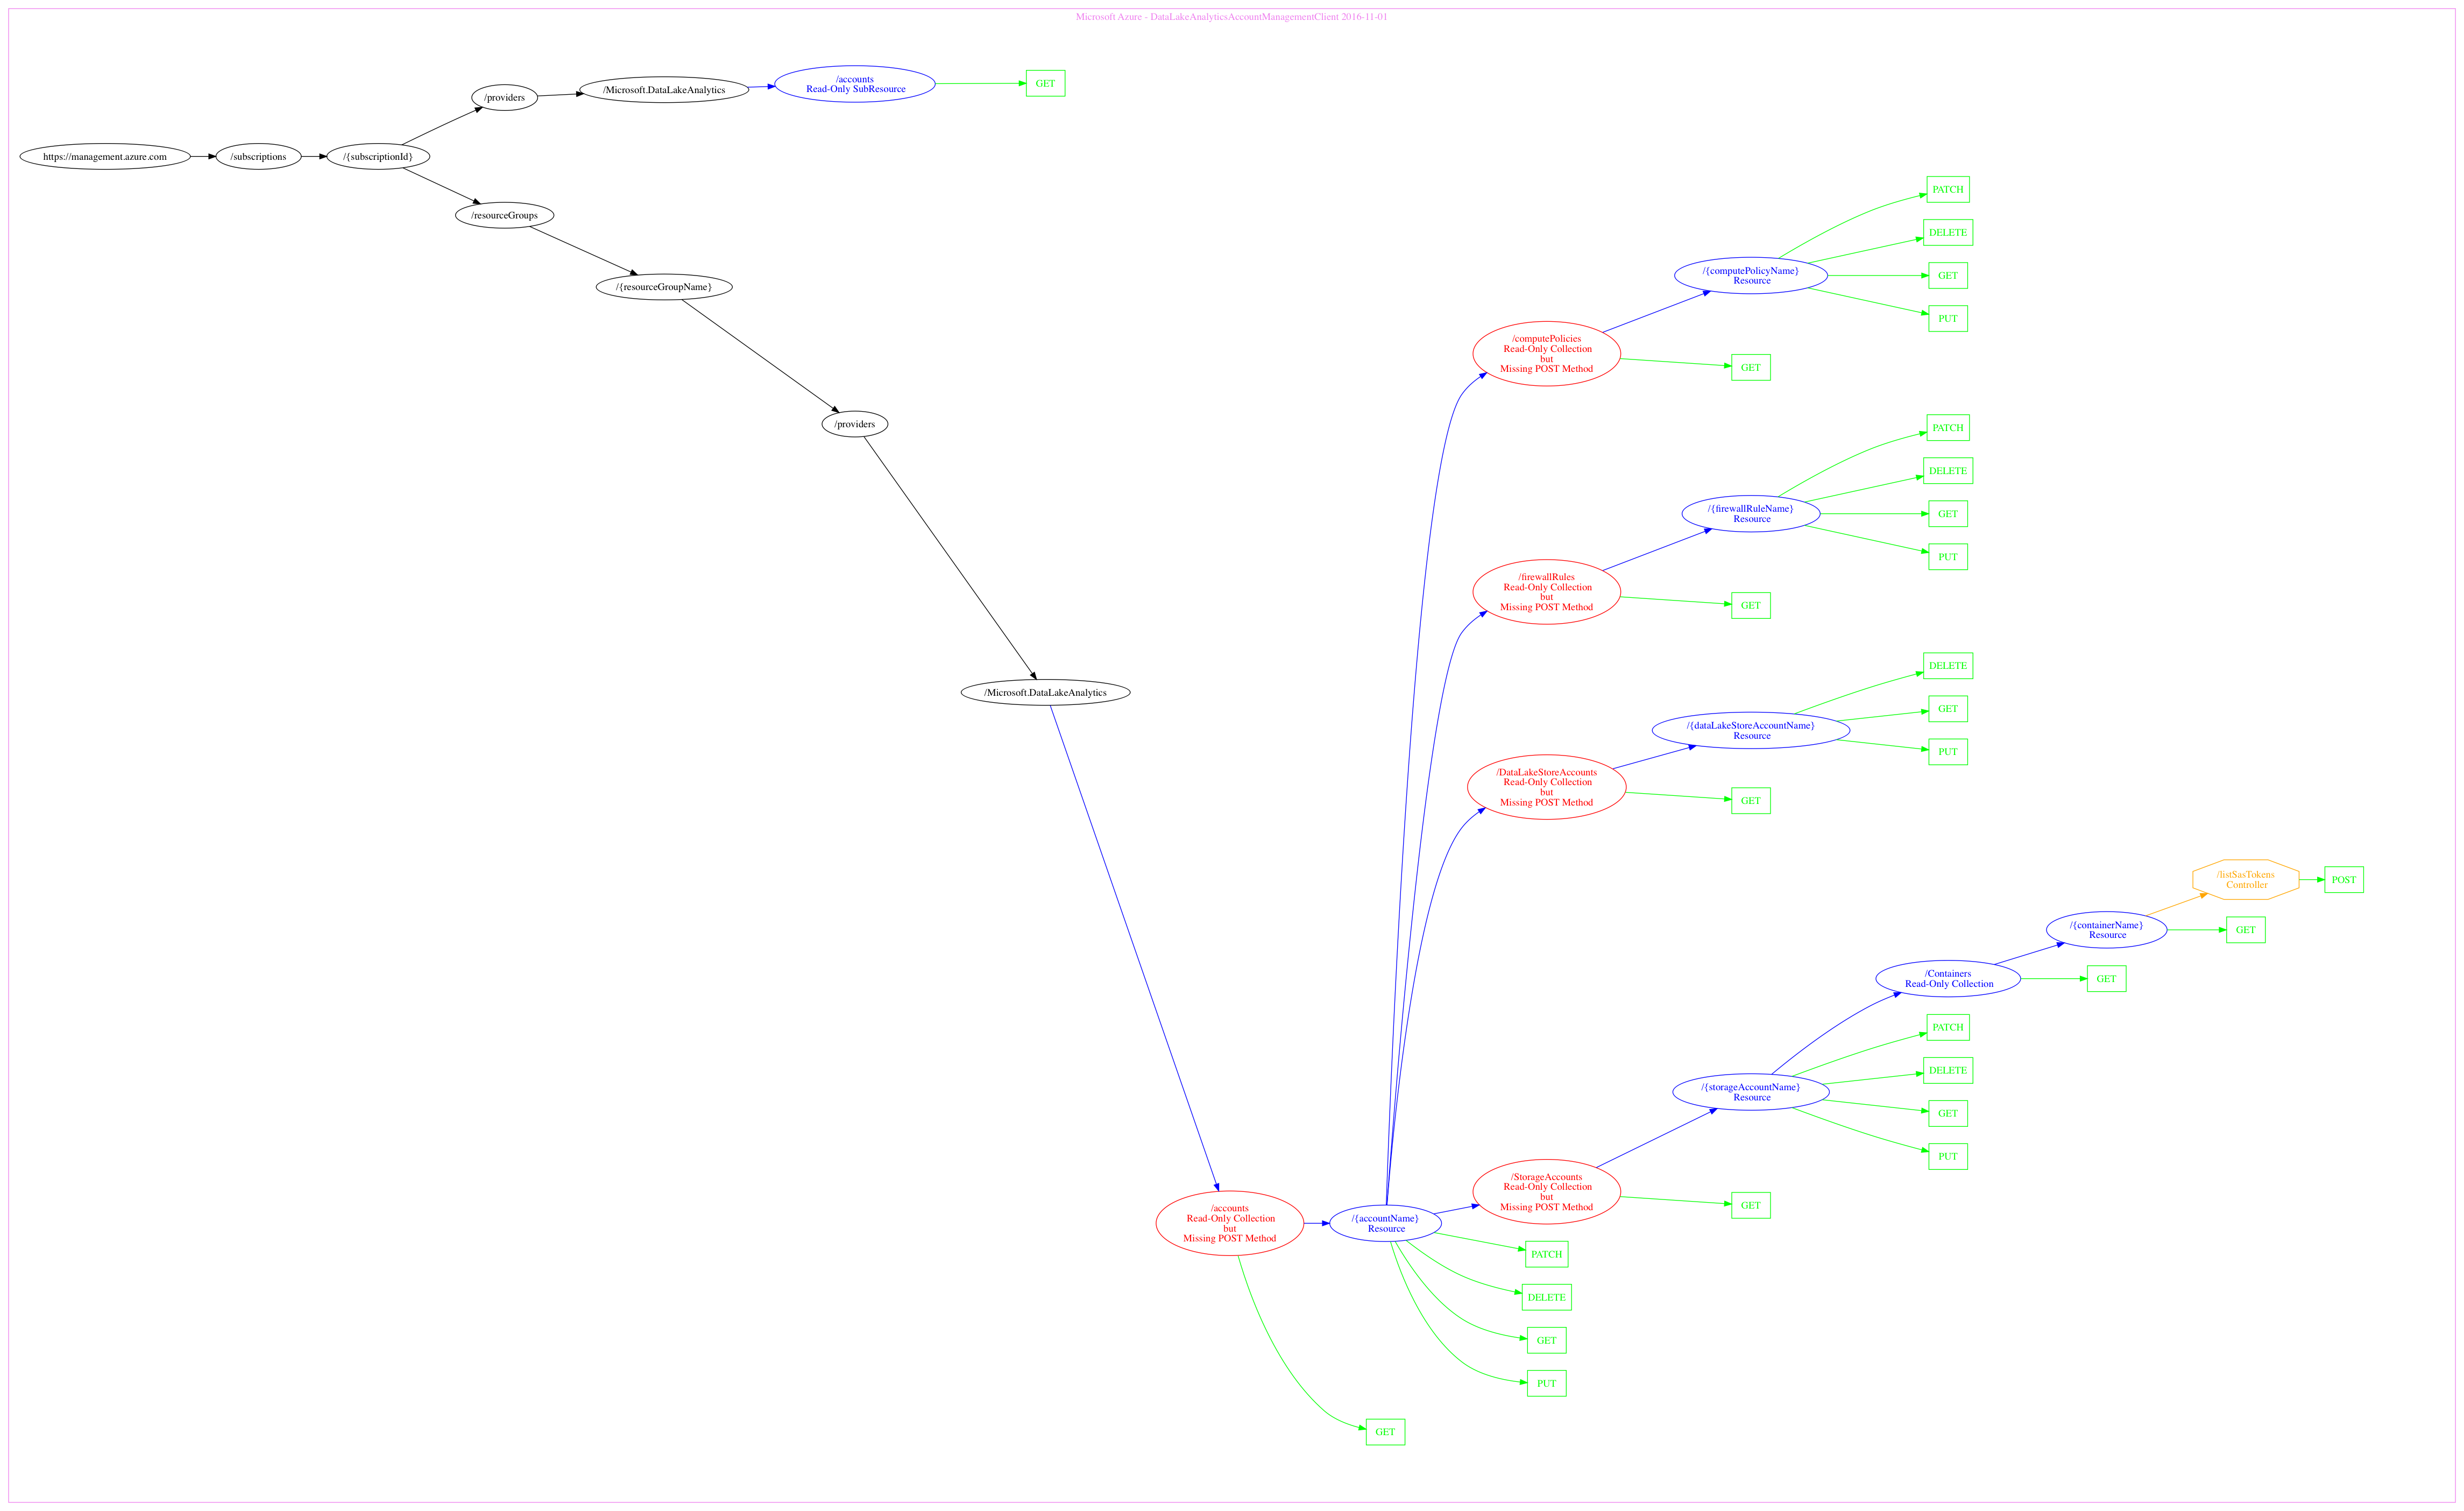 Microsoft Azure - DataLakeAnalyticsAccountManagementClient 2016-11-01
https://management.azure.com
/subscriptions
/{subscriptionId}
/providers
/Microsoft.DataLakeAnalytics
/accounts
Read-Only SubResource
GET
/resourceGroups
/{resourceGroupName}
/providers
/Microsoft.DataLakeAnalytics
/accounts
Read-Only Collection
but
Missing POST Method
GET
/{accountName}
Resource
PATCH
DELETE
GET
PUT
/computePolicies
Read-Only Collection
but
Missing POST Method
GET
/{computePolicyName}
Resource
PATCH
DELETE
GET
PUT
/firewallRules
Read-Only Collection
but
Missing POST Method
GET
/{firewallRuleName}
Resource
PATCH
DELETE
GET
PUT
/DataLakeStoreAccounts
Read-Only Collection
but
Missing POST Method
GET
/{dataLakeStoreAccountName}
Resource
DELETE
GET
PUT
/StorageAccounts
Read-Only Collection
but
Missing POST Method
GET
/{storageAccountName}
Resource
PATCH
DELETE
GET
PUT
/Containers
Read-Only Collection
GET
/{containerName}
Resource
GET
/listSasTokens
Controller
POST